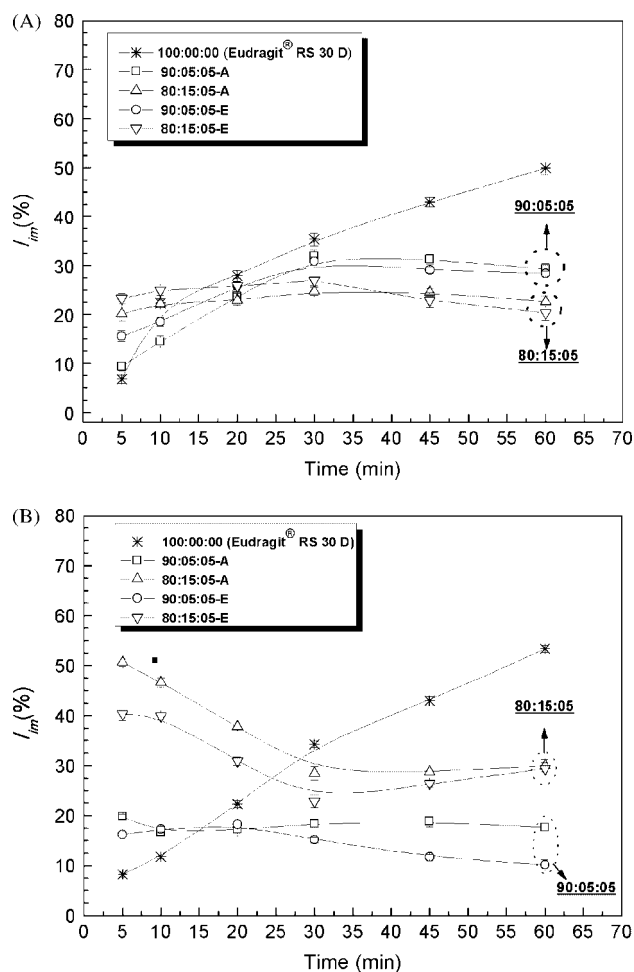 (A)
80
70
60
50
40
30
20
10
0
I_im(%)
100:00:00 (Eudragit® RS 30 D)
90:05:05-A
80:15:05-A
90:05:05-E
80:15:05-E
90:05:05
80:15:05
0 5 10 15 20 25 30 35 40 45 50 55 60 65 70
Time (min)
(B)
80
70
60
50
40
30
20
10
0
I_im(%)
100:00:00 (Eudragit® RS 30 D)
90:05:05-A
80:15:05-A
90:05:05-E
80:15:05-E
80:15:05
90:05:05
0 5 10 15 20 25 30 35 40 45 50 55 60 65 70
Time (min)